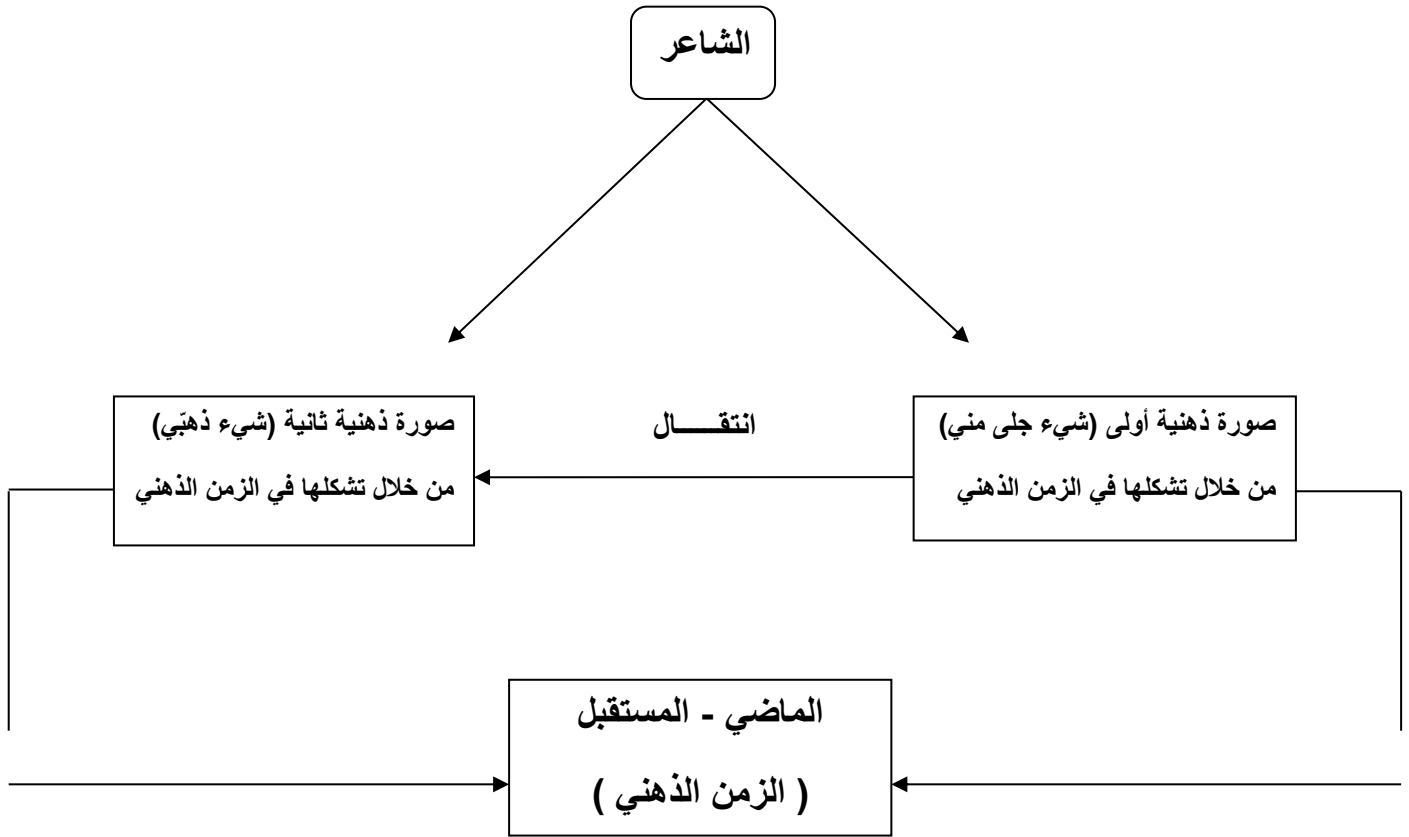 الشاعر
صورة ذهنية أولى (شيء جلى مني)
من خلال تشكلها في الزمن الذهني
انتقـــــال
صورة ذهنية ثانية (شيء ذهبّي)
من خلال تشكلها في الزمن الذهني
الماضي - المستقبل
( الزمن الذهني )